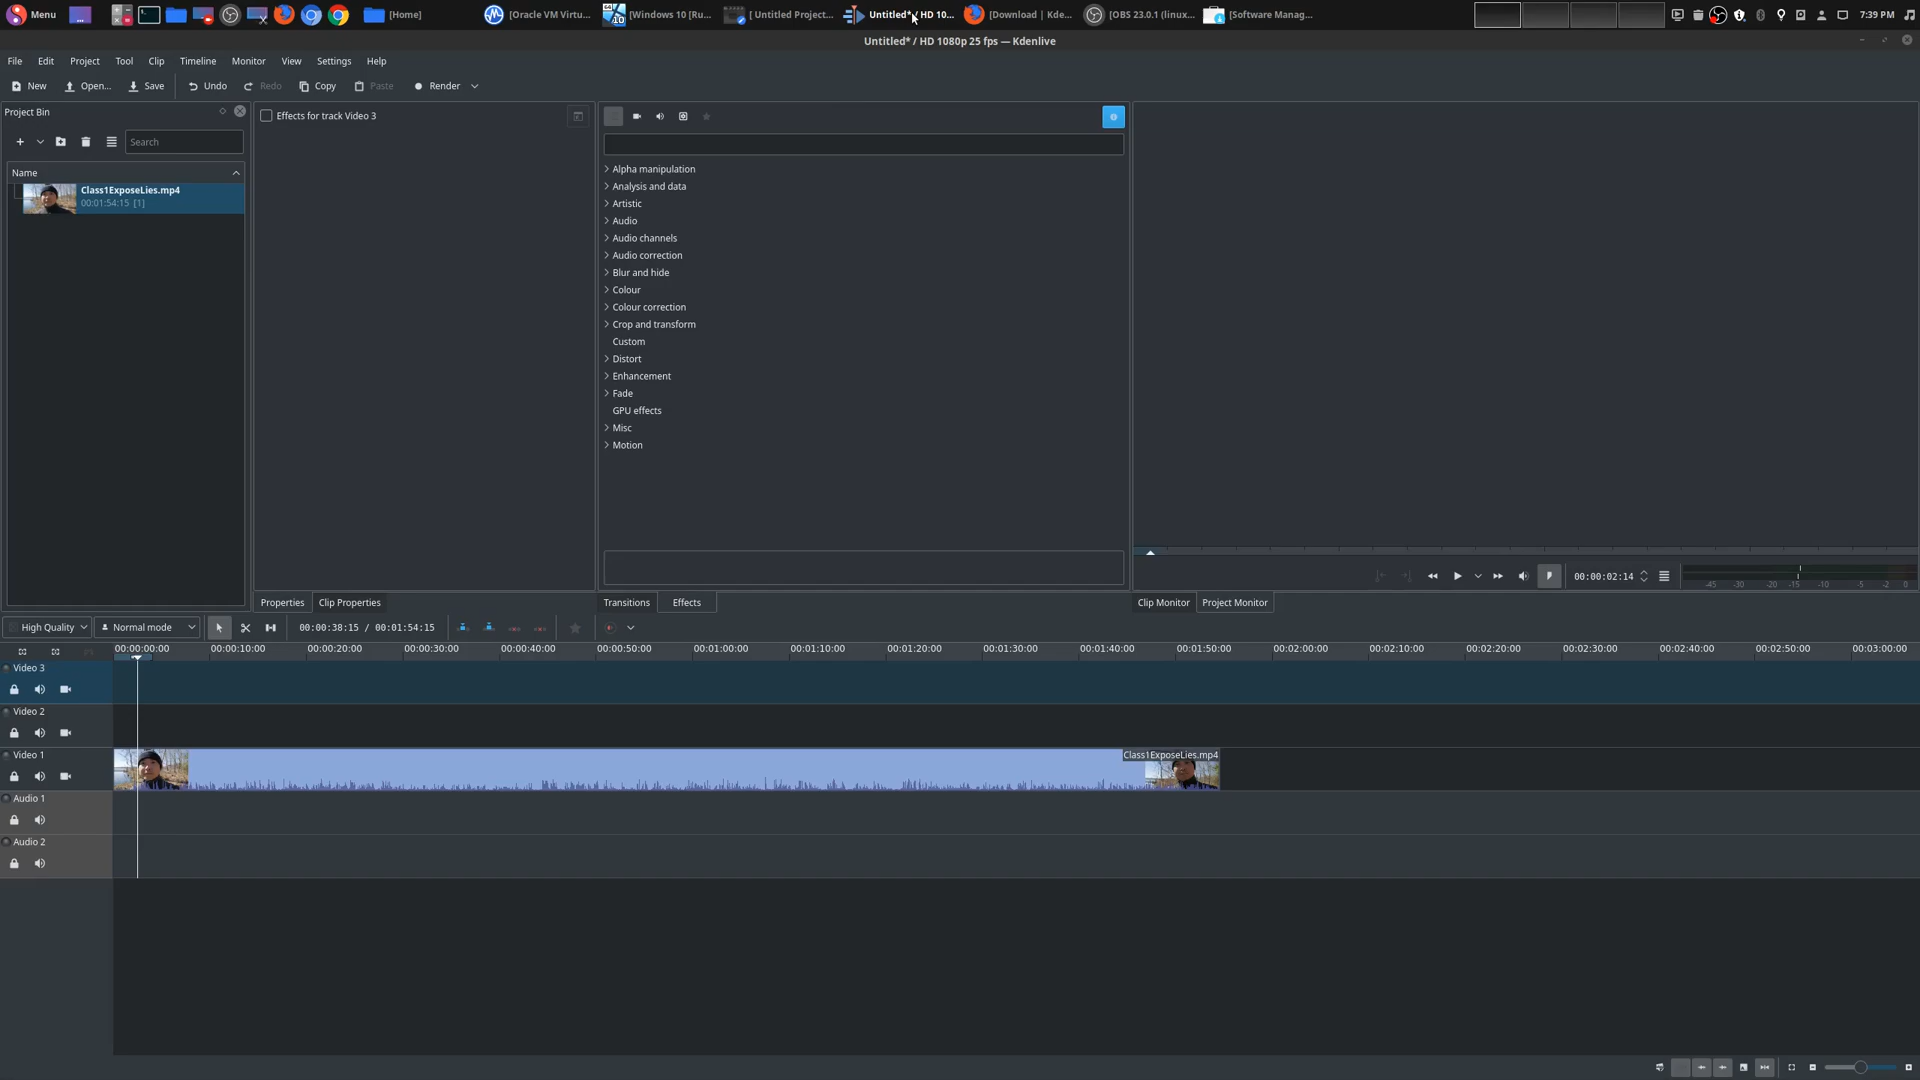 Menu [Home] [Oracle VM Virtu... [Windows 10 [Ru... [ Untitled Project... Untitled* / HD 10... [Download | Kde... [OBS 23.0.1 (linux... [Software Manag... 7:39 PM
Untitled* / HD 1080p 25 fps — Kdenlive
File Edit Project Tool Clip Timeline Monitor View Settings Help
New Open... Save Undo Redo Copy Paste Render
Project Bin
Effects for track Video 3
Search
Name
Class1ExposeLies.mp4
00:01:54:15 [1]
Alpha manipulation
Analysis and data
Artistic
Audio
Audio channels
Audio correction
Blur and hide
Colour
Colour correction
Crop and transform
Custom
Distort
Enhancement
Fade
GPU effects
Misc
Motion
00:00:02:14
-45 -30 -20 -15 -10 -5 -2 0
Properties Clip Properties Transitions Effects Clip Monitor Project Monitor
High Quality Normal mode 00:00:38:15 / 00:01:54:15
00:00:00:00 00:00:10:00 00:00:20:00 00:00:30:00 00:00:40:00 00:00:50:00 00:01:00:00 00:01:10:00 00:01:20:00 00:01:30:00 00:01:40:00 00:01:50:00 00:02:00:00 00:02:10:00 00:02:20:00 00:02:30:00 00:02:40:00 00:02:50:00 00:03:00:00
Video 3
Video 2
Video 1
Class1ExposeLies.mp4
Audio 1
Audio 2